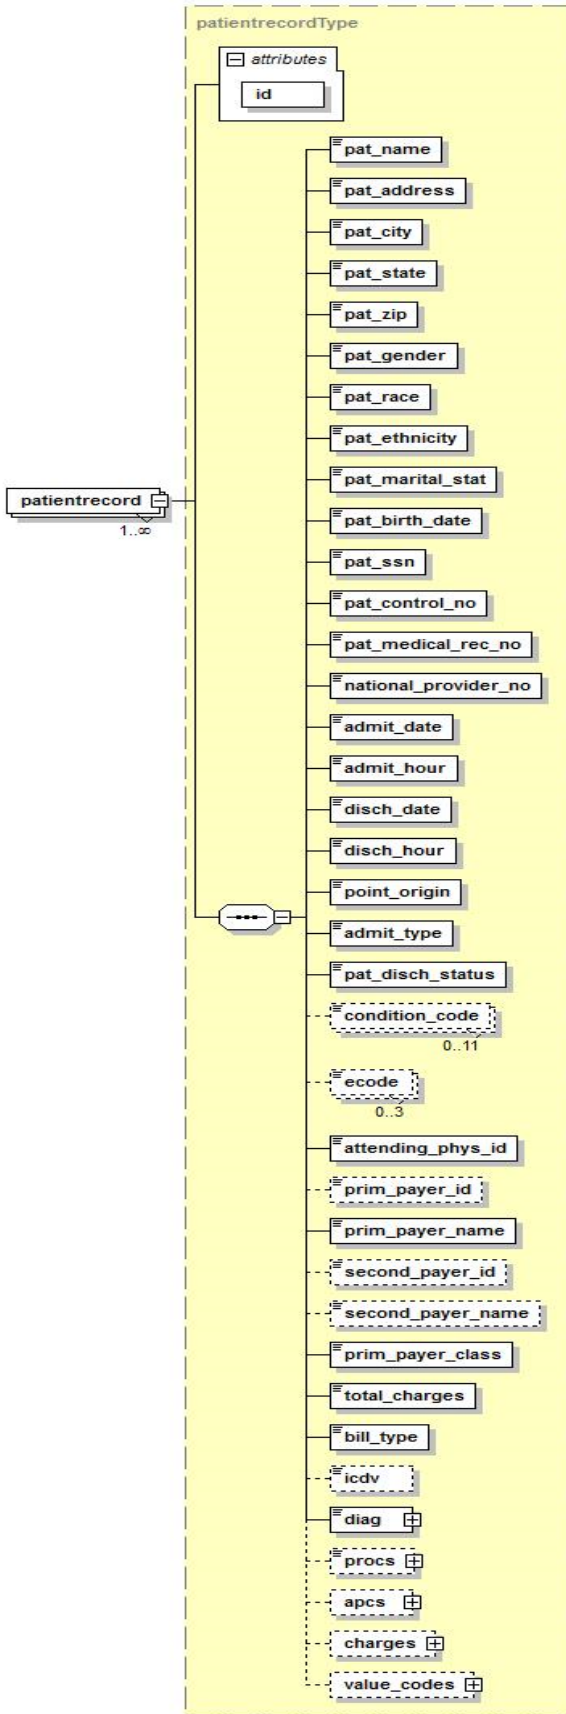 patientrecordType
attributes
id
pat_name
pat_address
pat_city
pat_state
pat_zip
pat_gender
pat_race
pat_ethnicity
pat_marital_stat
patientrecord
1..∞
pat_birth_date
pat_ssn
pat_control_no
pat_medical_rec_no
national_provider_no
admit_date
admit_hour
disch_date
disch_hour
point_origin
admit_type
pat_disch_status
condition_code
0..11
ecode
0..3
attending_phys_id
prim_payer_id
prim_payer_name
second_payer_id
second_payer_name
prim_payer_class
total_charges
bill_type
icdv
diag
procs
apcs
charges
value_codes